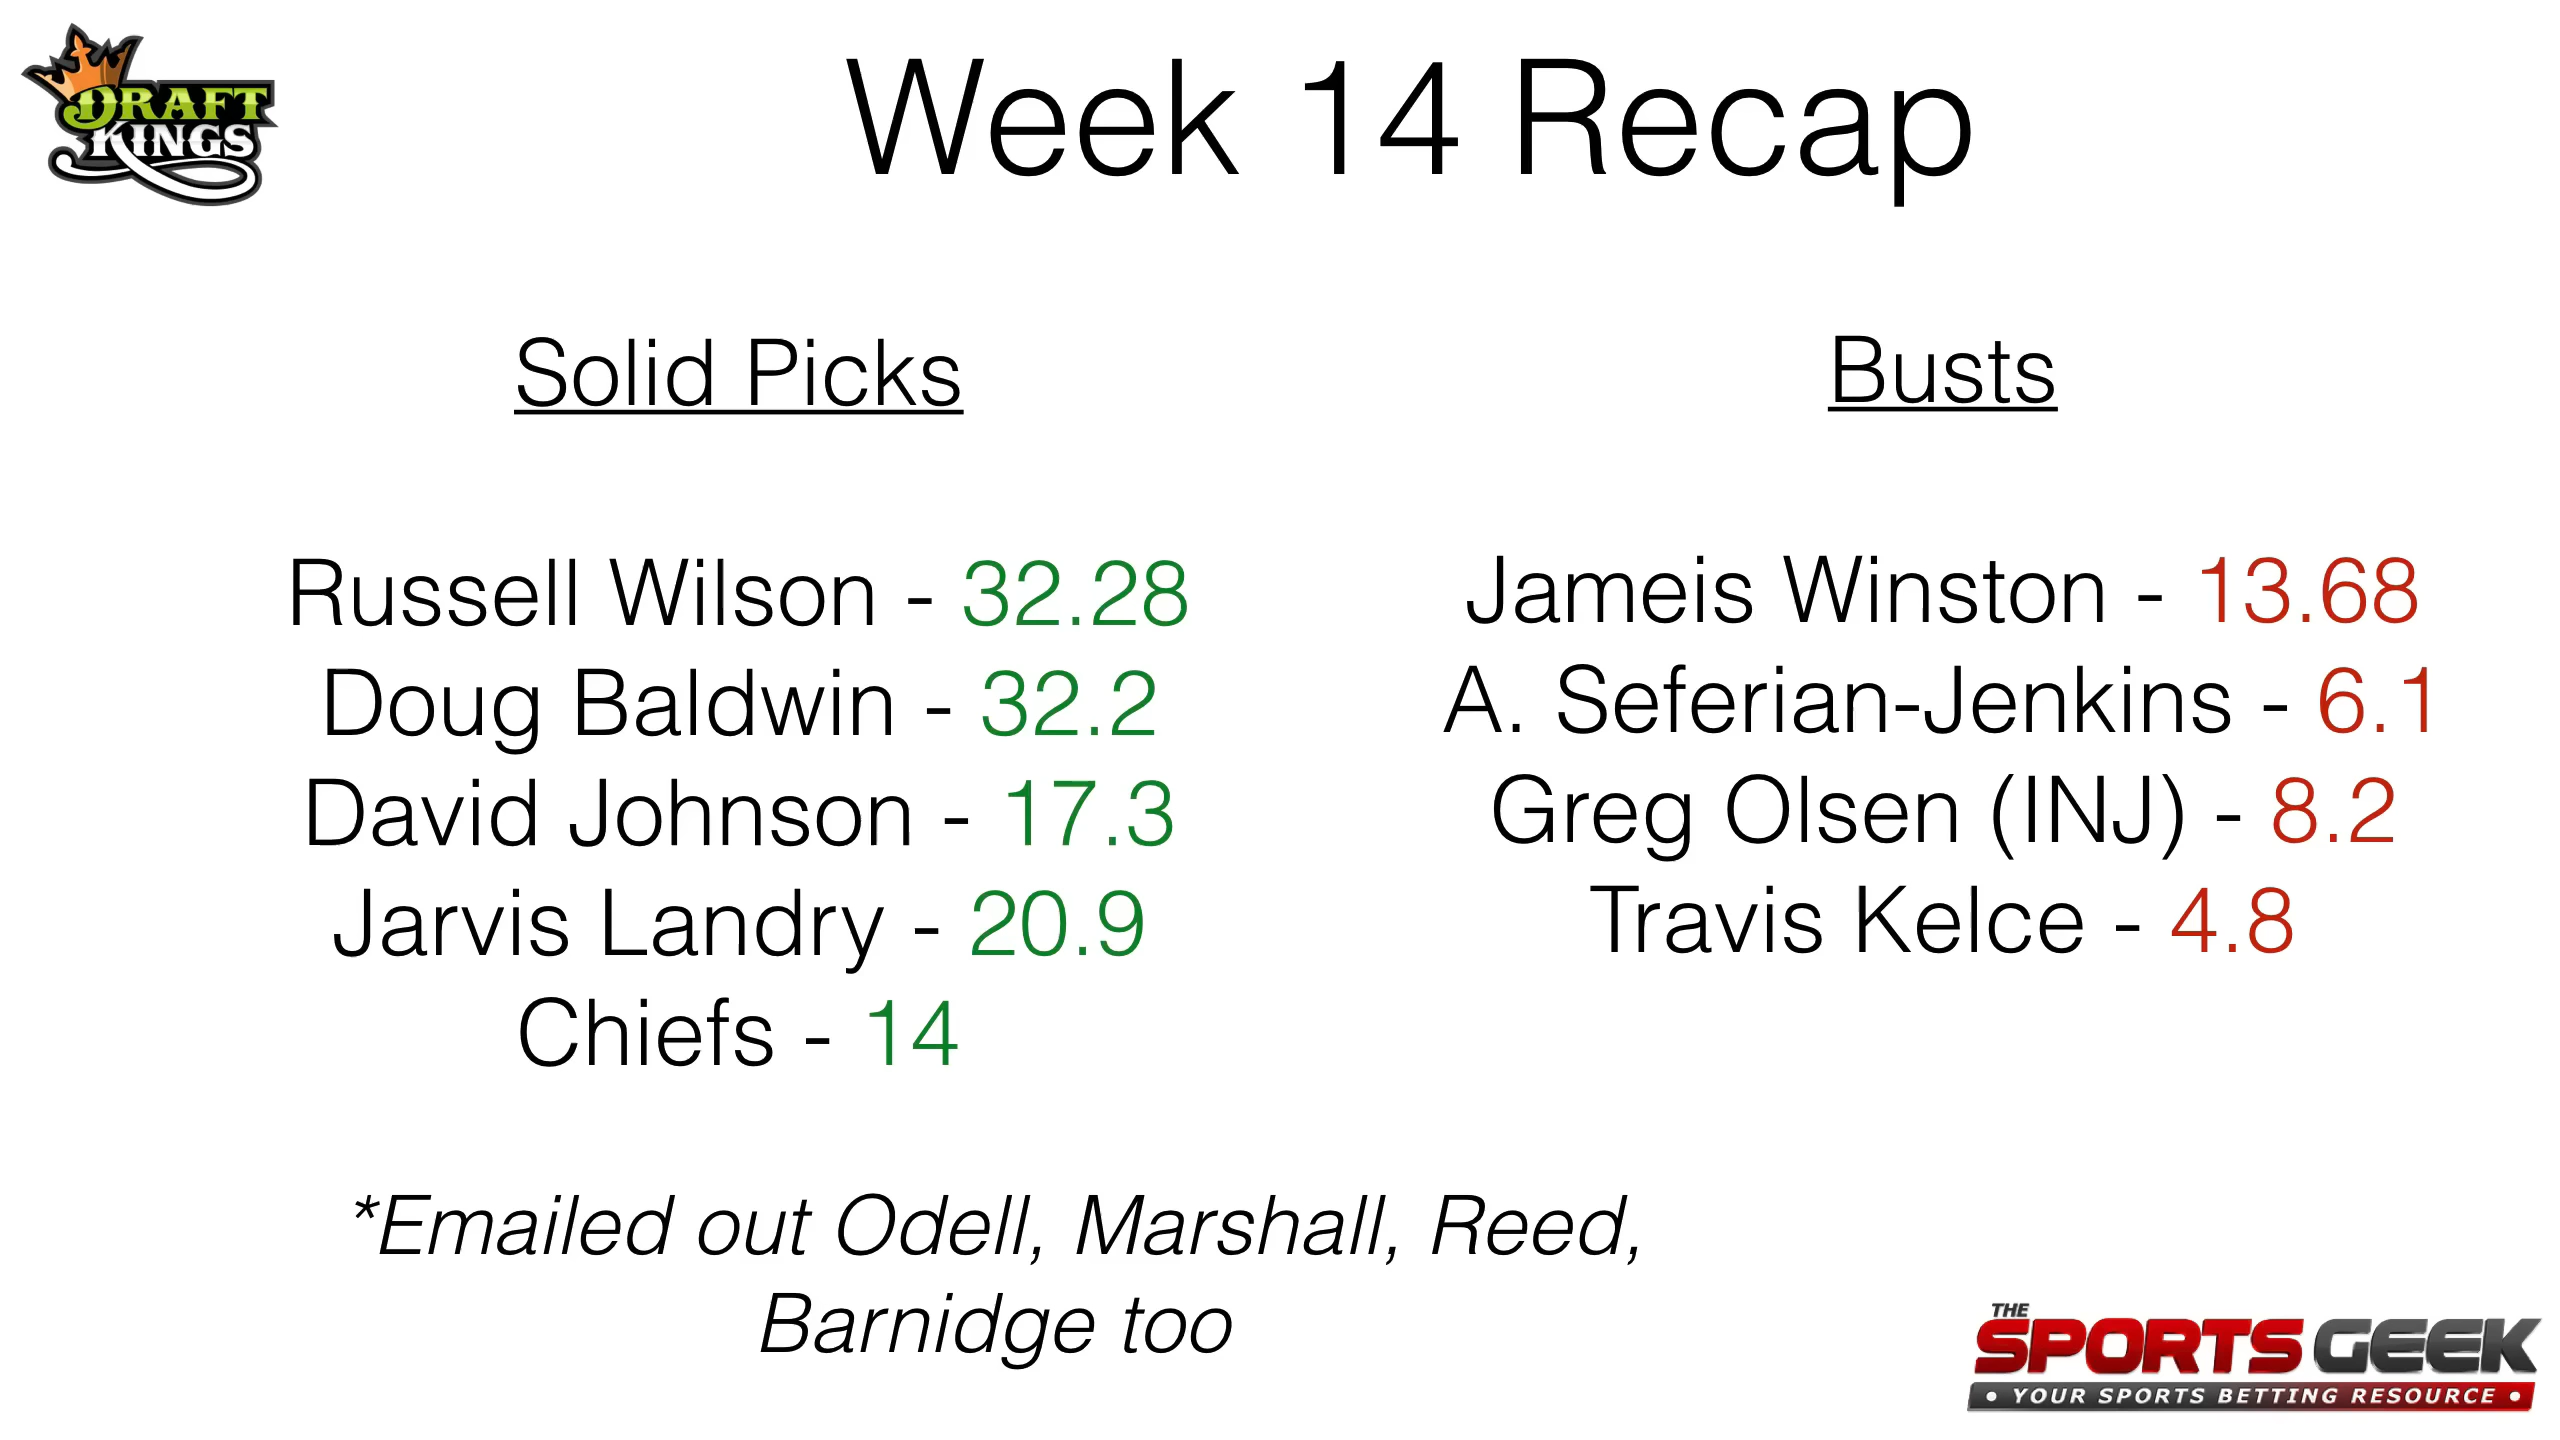 DRAFT
KINGS
Week 14 Recap
Solid Picks
Russell Wilson - 32.28
Doug Baldwin - 32.2
David Johnson - 17.3
Jarvis Landry - 20.9
Chiefs - 14
Busts
Jameis Winston - 13.68
A. Seferian-Jenkins - 6.1
Greg Olsen (INJ) - 8.2
Travis Kelce - 4.8
*Emailed out Odell, Marshall, Reed,
Barnidge too
THE
SPORTS GEEK
• YOUR SPORTS BETTING RESOURCE •